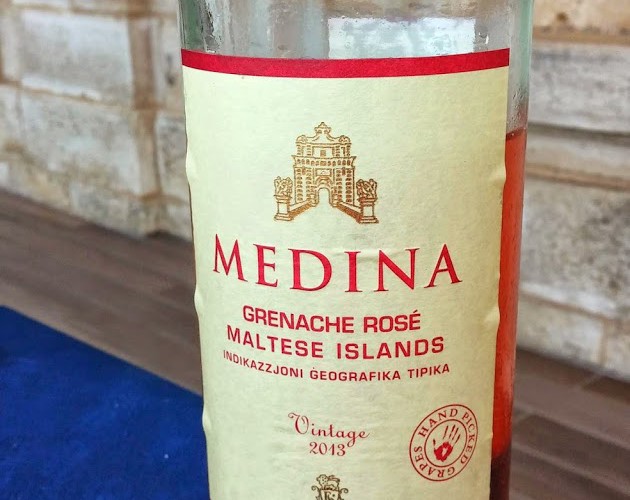 MEDINA
GRENACHE ROSÉ
MALTESE ISLANDS
INDIKAZZJONI ĠEOGRAFIKA TIPIKA
Vintage
2013
HAND PICKED GRAPES